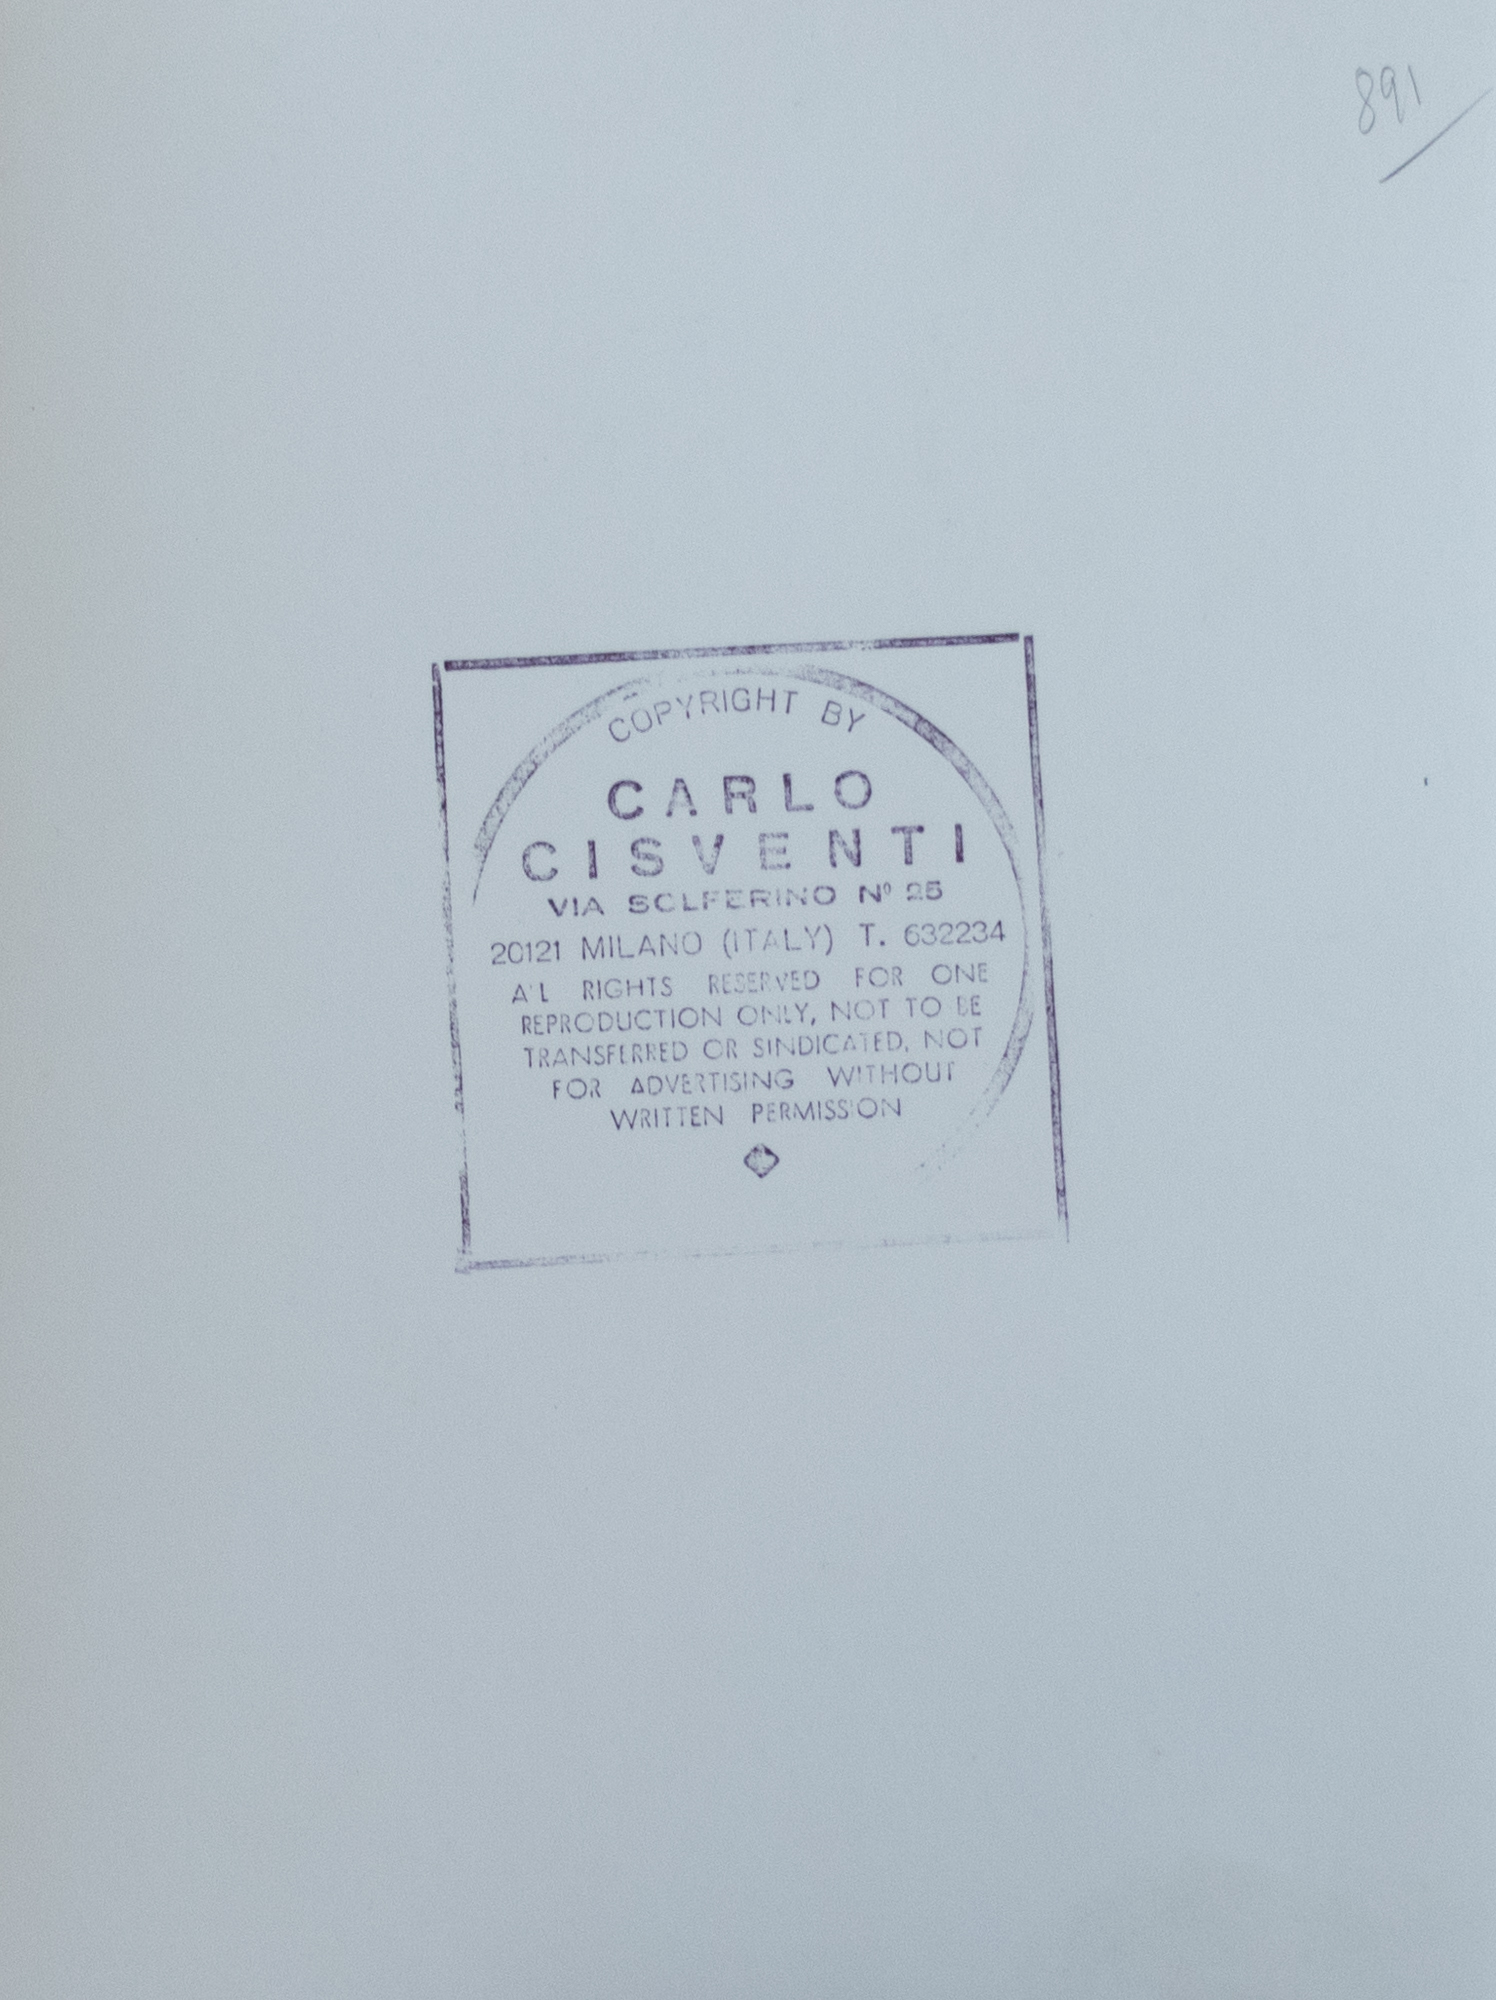 891
COPYRIGHT BY
CARLO
CISVENTI
VIA SOLFERINO Nº 25
20121 MILANO (ITALY) T. 632234
ALL RIGHTS RESERVED FOR ONE
REPRODUCTION ONLY, NOT TO BE
TRANSFERRED OR SINDICATED, NOT
FOR ADVERTISING WITHOUT
WRITTEN PERMISSION